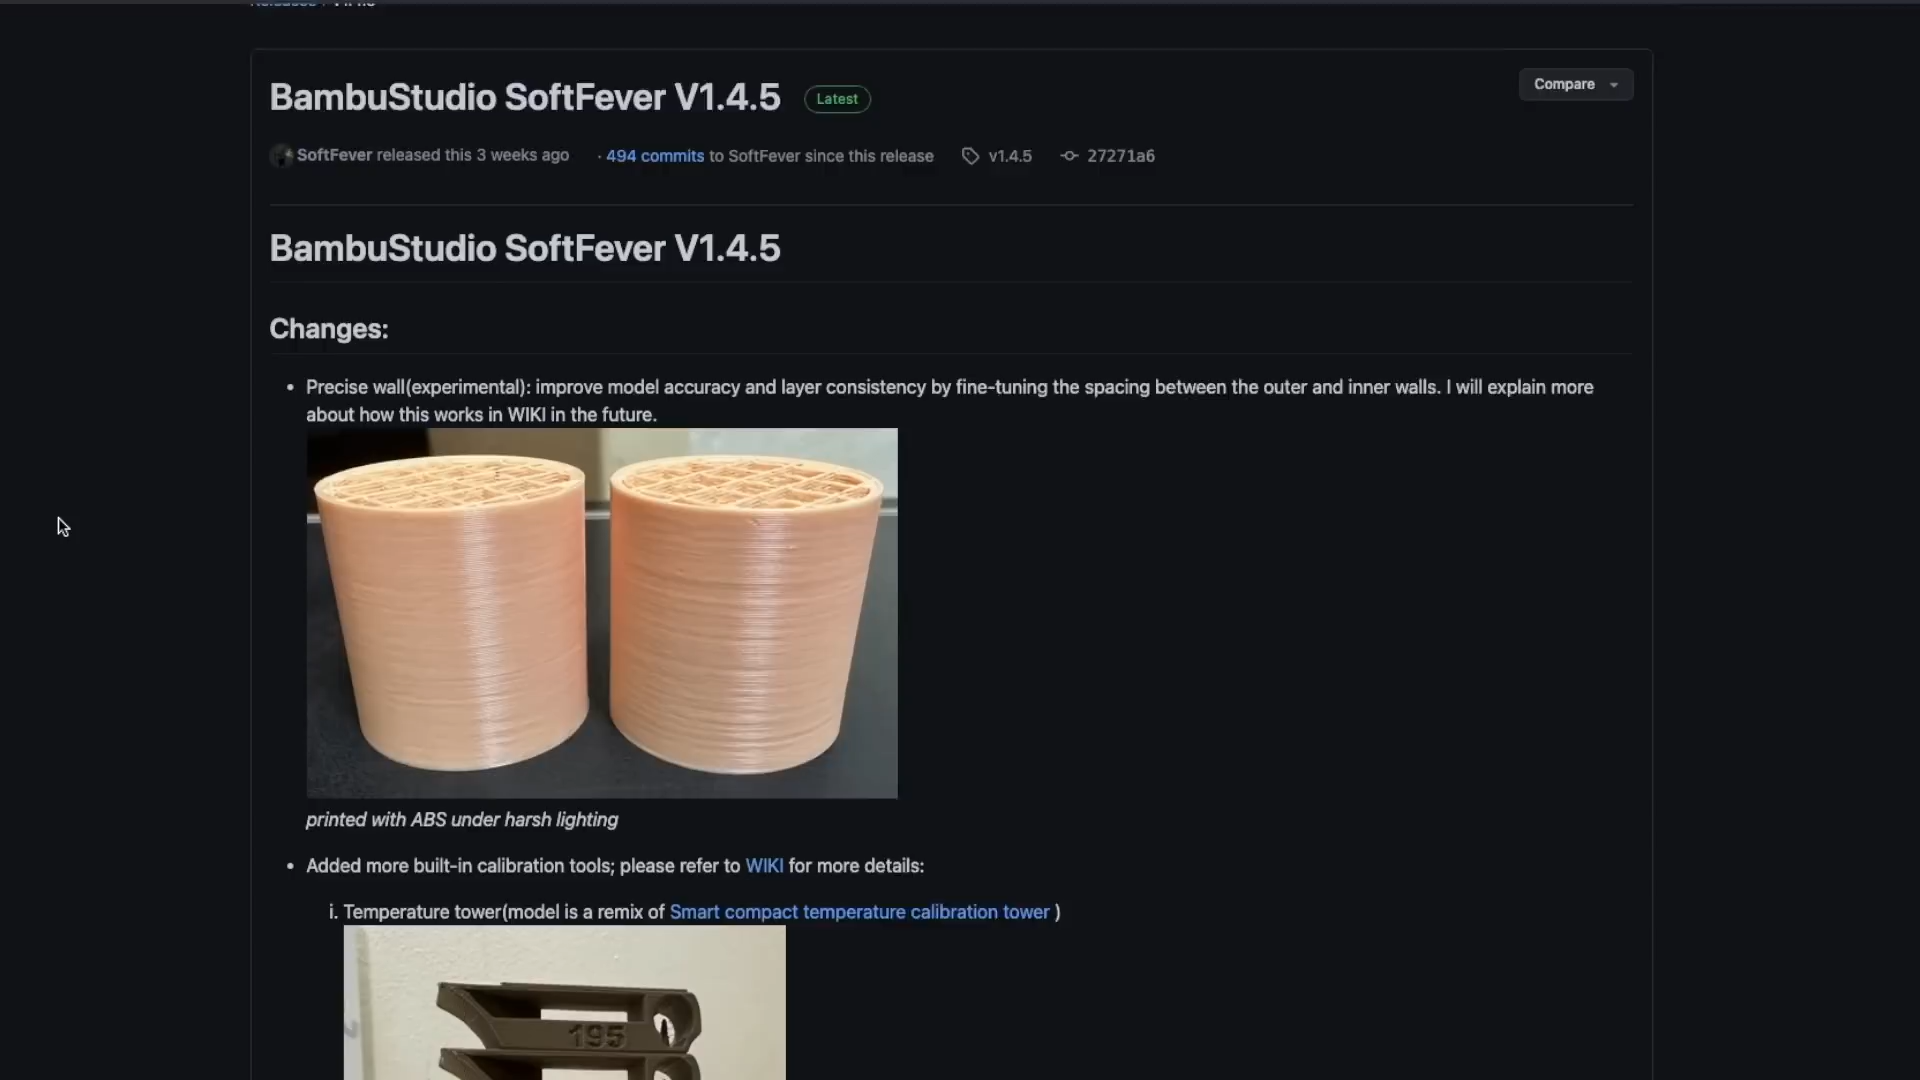 BambuStudio SoftFever V1.4.5 Latest
Compare
SoftFever released this 3 weeks ago · 494 commits to SoftFever since this release v1.4.5 27271a6
BambuStudio SoftFever V1.4.5
Changes:
• Precise wall(experimental): improve model accuracy and layer consistency by fine-tuning the spacing between the outer and inner walls. I will explain more
about how this works in WIKI in the future.
printed with ABS under harsh lighting
• Added more built-in calibration tools; please refer to WIKI for more details:
i. Temperature tower(model is a remix of Smart compact temperature calibration tower )
195